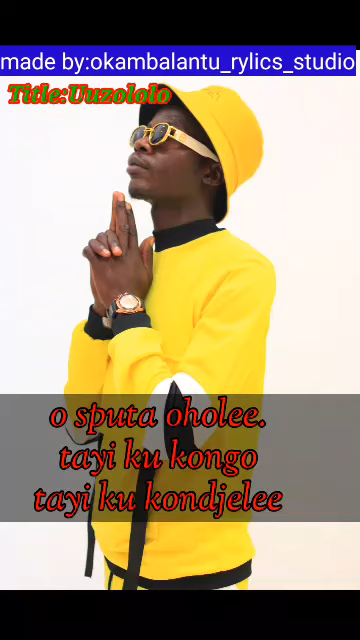 made by:okambalantu_rylics_studio
Title:Uuzololo
o sputa oholee.
tayi ku kongo
tayi ku kondjelee